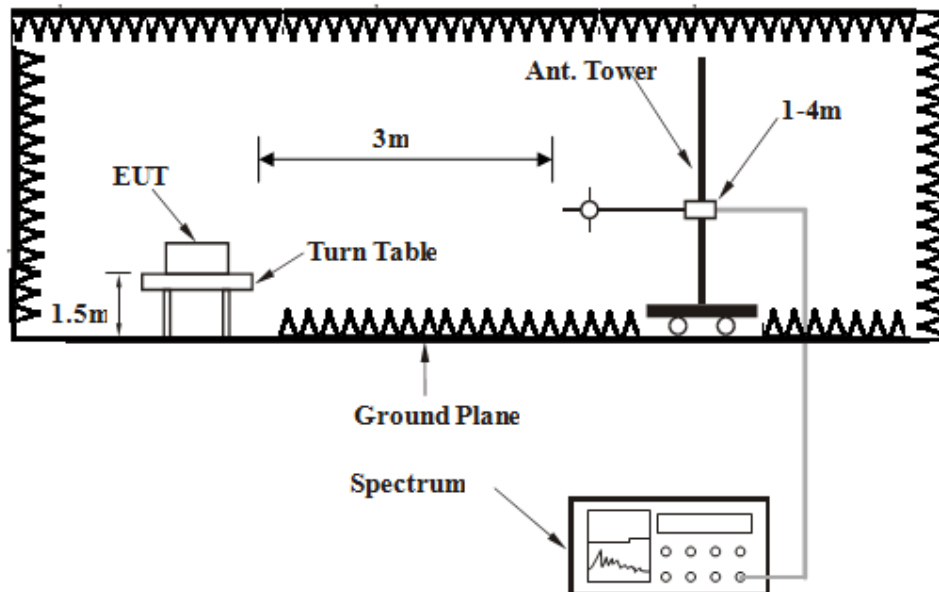 Ant. Tower
1-4m
3m
EUT
Turn Table
1.5m
Ground Plane
Spectrum